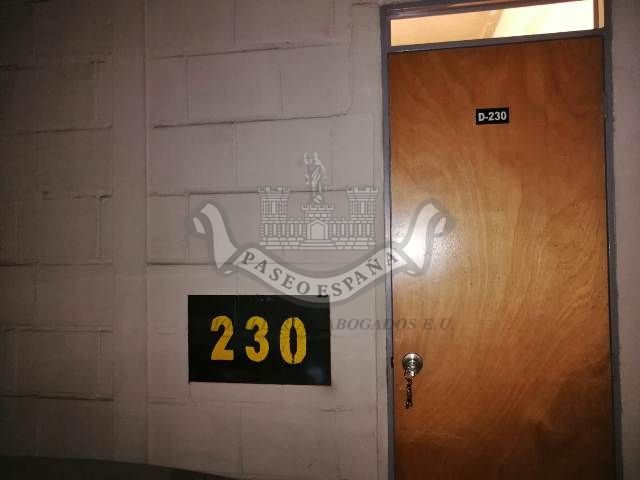 D-230
PASEO ESPAÑA
ABOGADOS E.U.
230